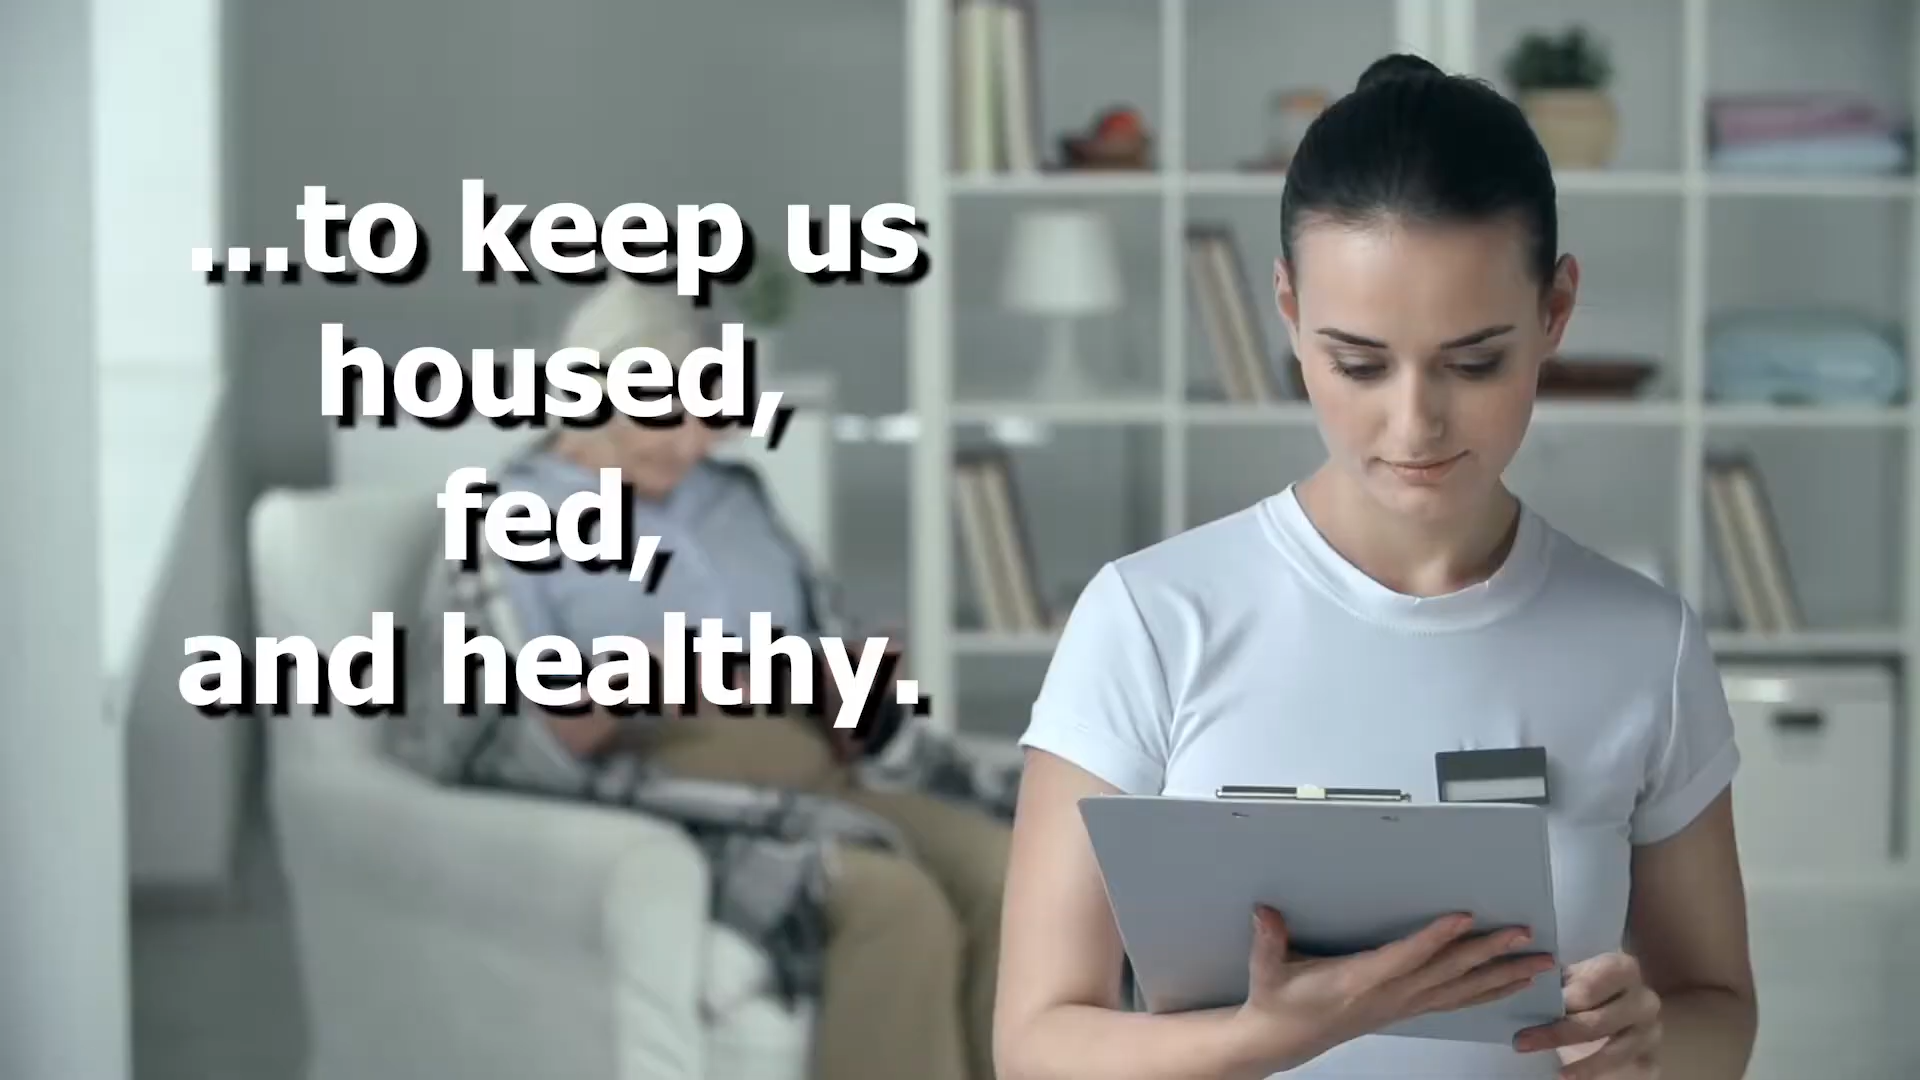 ...to keep us
housed,
fed,
and healthy.